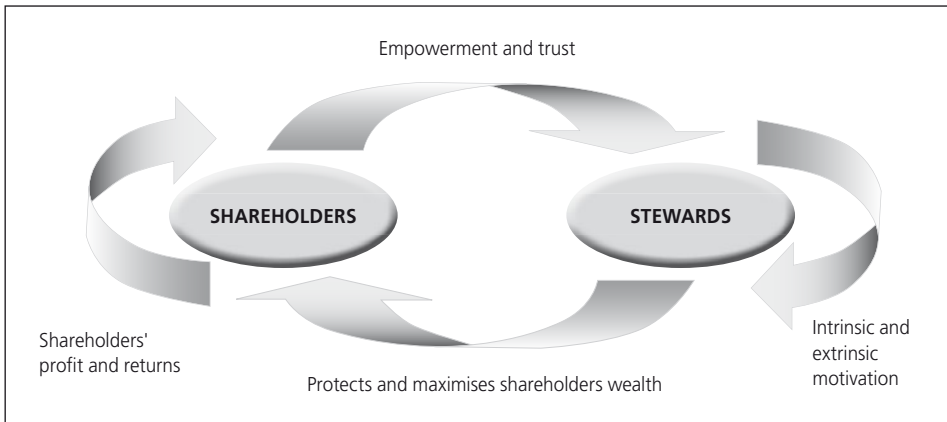 Empowerment and trust
SHAREHOLDERS
STEWARDS
Shareholders'
profit and returns
Intrinsic and
extrinsic
motivation
Protects and maximises shareholders wealth